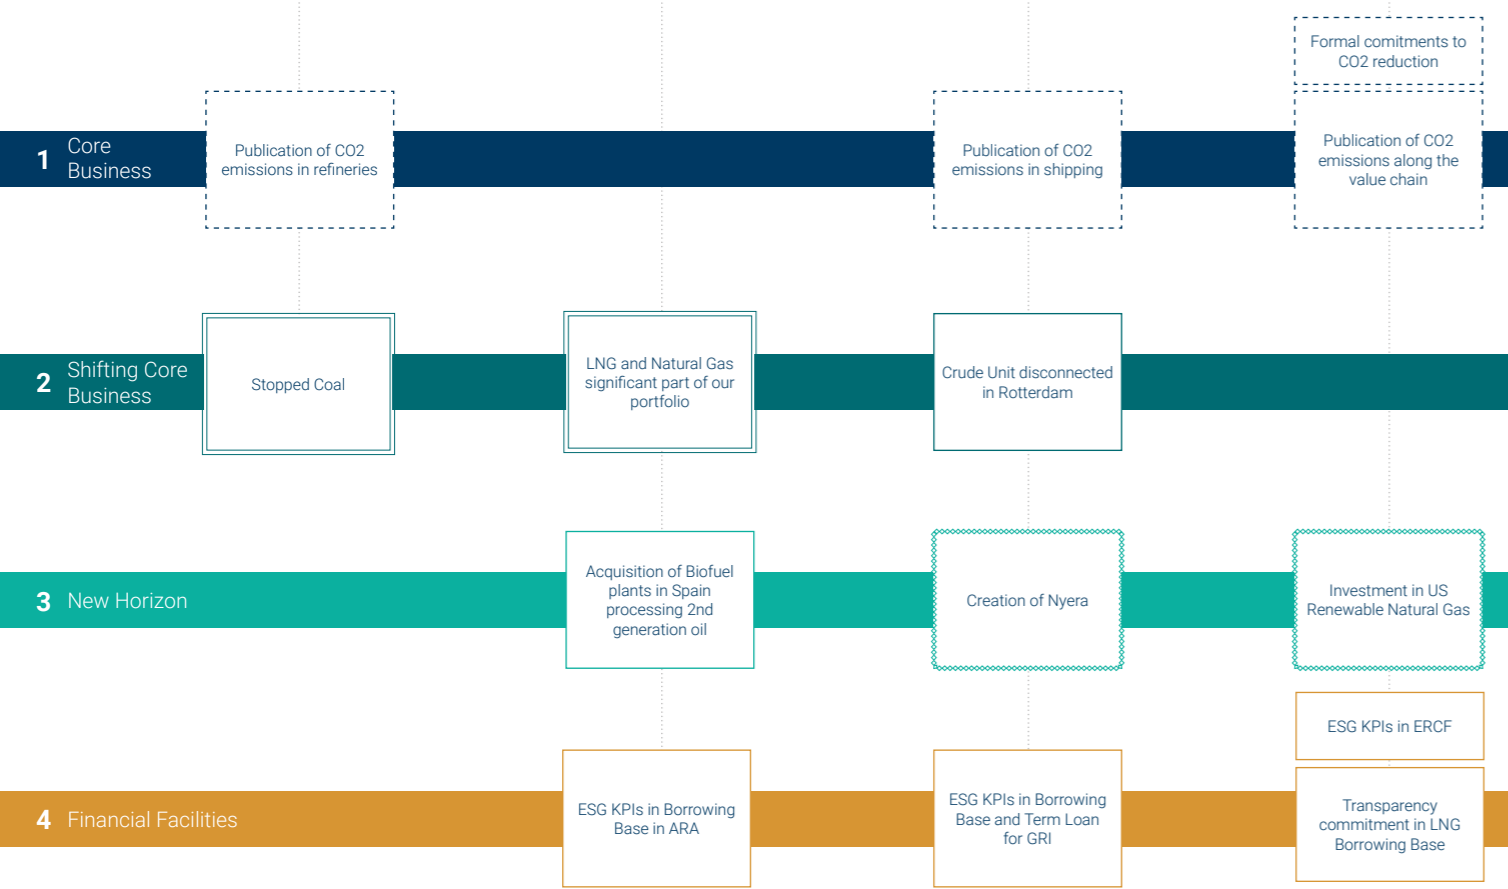 Formal comitments to
CO2 reduction
1
Core
Business
Publication of CO2
emissions in refineries
Publication of CO2
emissions in shipping
Publication of CO2
emissions along the
value chain
2
Shifting Core
Business
Stopped Coal
LNG and Natural Gas
significant part of our
portfolio
Crude Unit disconnected
in Rotterdam
3
New Horizon
Acquisition of Biofuel
plants in Spain
processing 2nd
generation oil
Creation of Nyera
Investment in US
Renewable Natural Gas
ESG KPIs in ERCF
4
Financial Facilities
ESG KPIs in Borrowing
Base in ARA
ESG KPIs in Borrowing
Base and Term Loan
for GRI
Transparency
commitment in LNG
Borrowing Base